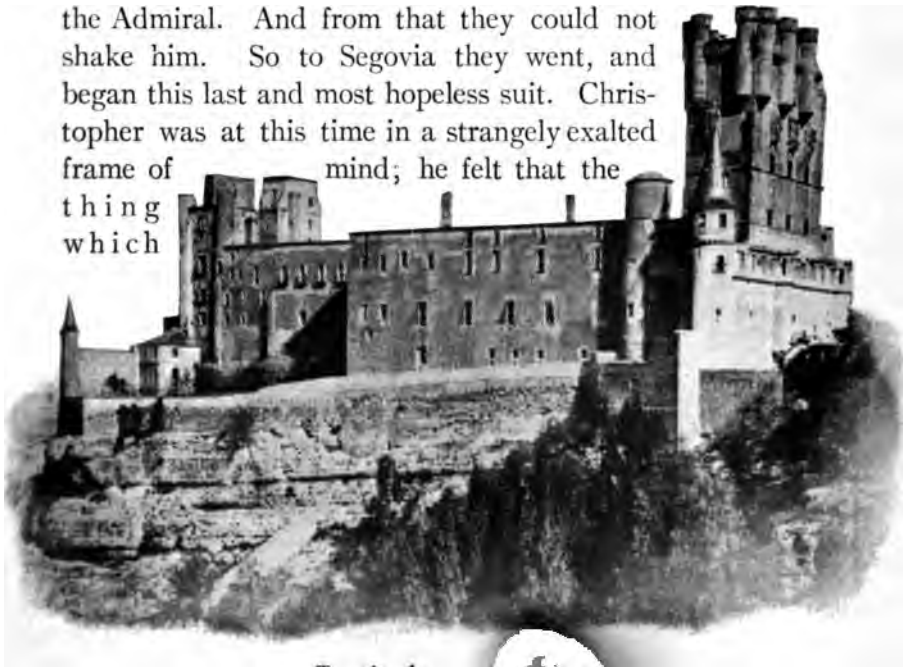 the Admiral. And from that they could not
shake him. So to Segovia they went, and
began this last and most hopeless suit. Chris-
topher was at this time in a strangely exalted
frame of mind; he felt that the
thing
which